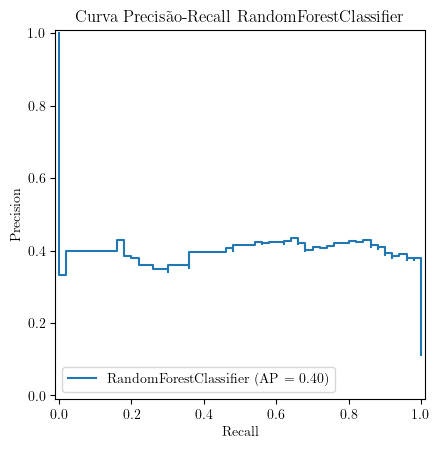 Curva Precisão-Recall RandomForestClassifier
1.0
0.8
0.6
0.4
0.2
0.0
Precision
RandomForestClassifier (AP = 0.40)
0.0 0.2 0.4 0.6 0.8 1.0
Recall